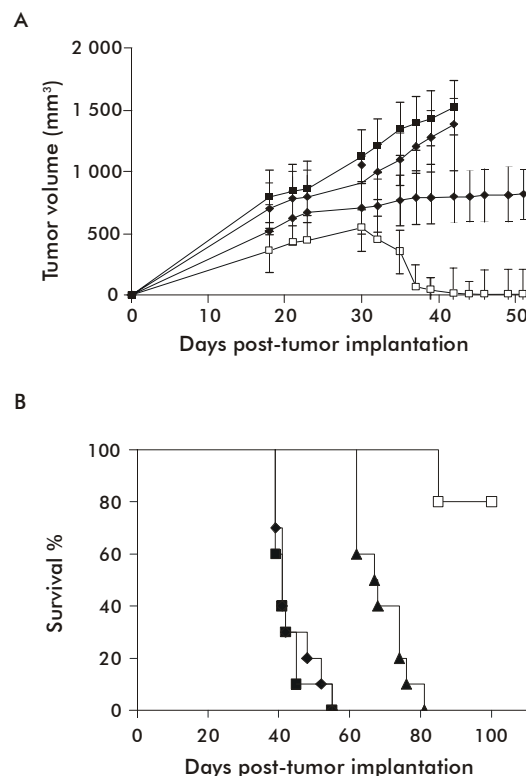 A
2 000
1 500
1 000
500
0
Tumor volume (mm³)
0 10 20 30 40 50
Days post-tumor implantation
B
100
80
60
40
20
0
Survival %
0 20 40 60 80 100
Days post-tumor implantation